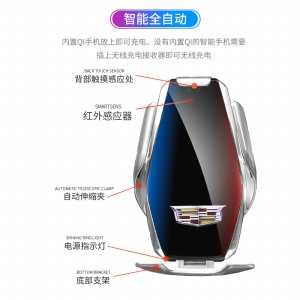 智能全自动
内置QI手机放上即可充电、没有内置QI的智能手机需要
插上无线充电接收器即可无线充电
BACH TOUCH SENSOR
背部触摸感应处
SMARTSENS
红外感应器
AUTOMATIC TELESCOPIC CLAMP
自动伸缩夹
SHINING RING LIGHT
电源指示灯
BOTTOM BRACKET
底部支架